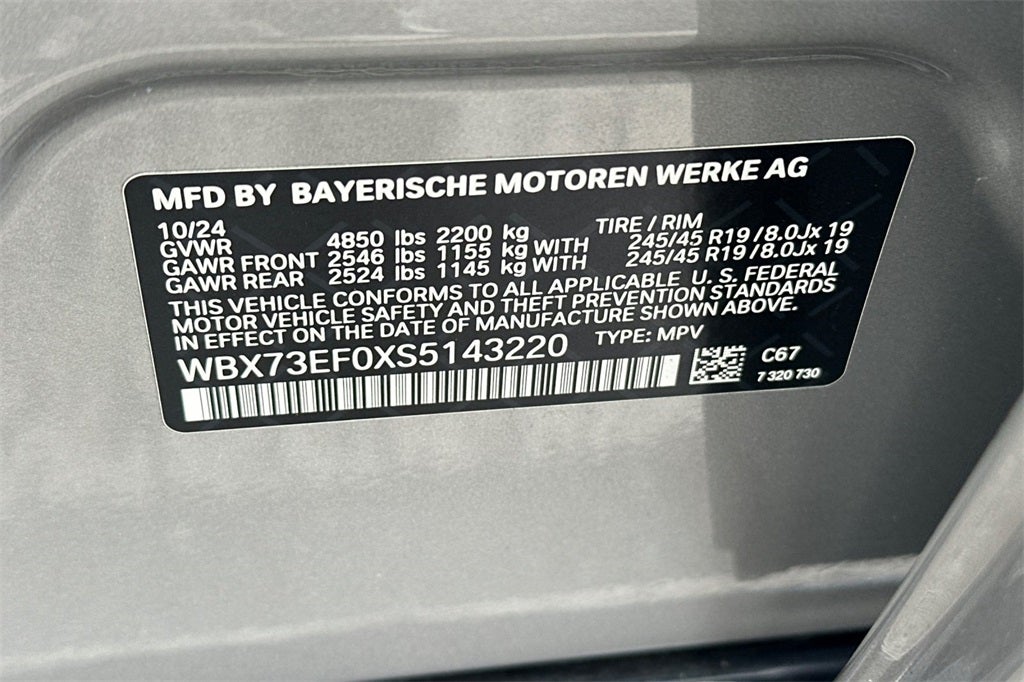 MFD BY BAYERISCHE MOTOREN WERKE AG
10/24 TIRE / RIM
GVWR 4850 lbs 2200 kg
GAWR FRONT 2546 lbs 1155 kg WITH 245/45 R19 / 8.0Jx 19
GAWR REAR 2524 lbs 1145 kg WITH 245/45 R19 / 8.0Jx 19
THIS VEHICLE CONFORMS TO ALL APPLICABLE U. S. FEDERAL
MOTOR VEHICLE SAFETY AND THEFT PREVENTION STANDARDS
IN EFFECT ON THE DATE OF MANUFACTURE SHOWN ABOVE.
WBX73EF0XS5143220 TYPE: MPV
C67
7 320 730